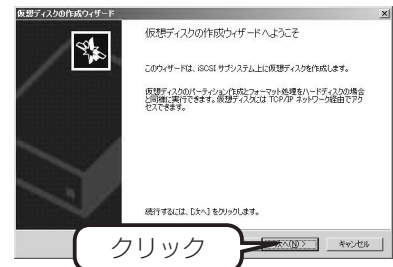 仮想ディスクの作成ウィザード
仮想ディスクの作成ウィザードへようこそ
このウィザードは、iSCSI サブシステム上に仮想ディスクを作成します。
仮想ディスクのパーティション作成とフォーマット処理をハードディスクの場合
と同様に実行できます。仮想ディスクには TCP/IP ネットワーク経由でアク
セスできます。
続行するには、[次へ] をクリックします。
クリック
次へ(N) >
キャンセル